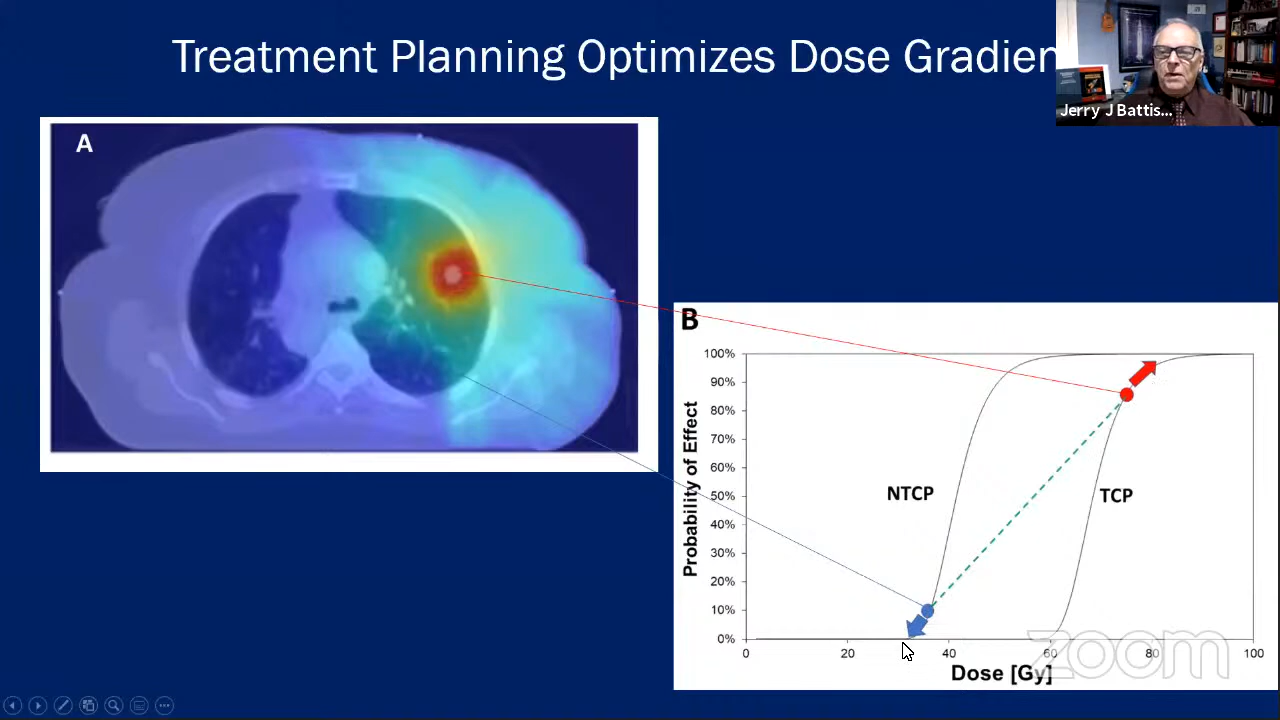 Treatment Planning Optimizes Dose Gradien
Jerry J Battis...
A
B
100%
90%
80%
70%
60%
50%
40%
30%
20%
10%
0%
Probability of Effect
NTCP
TCP
0
20
40
60
80
100
Dose [Gy]
zoom